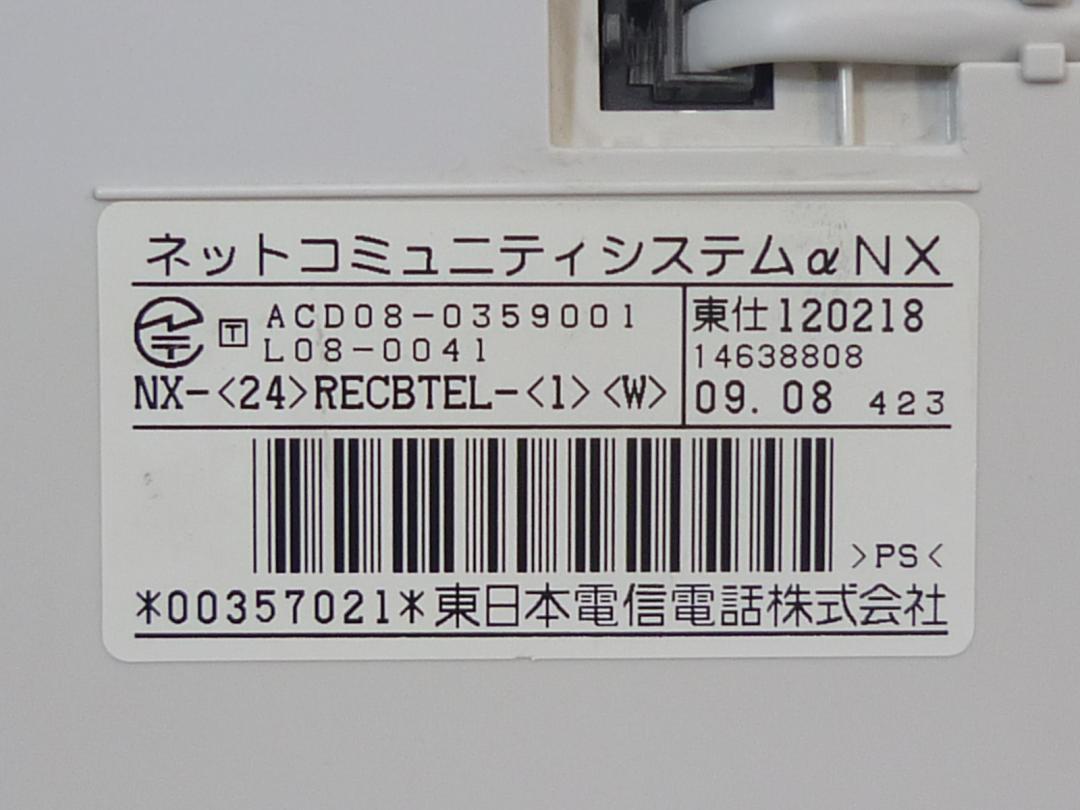 ネットコミュニティシステムαNX
T ACD08-0359001
L08-0041
NX-<24>RECBTEL-<1><W>
東仕120218
14638808
09.08 423
>PS<
*00357021*東日本電信電話株式会社